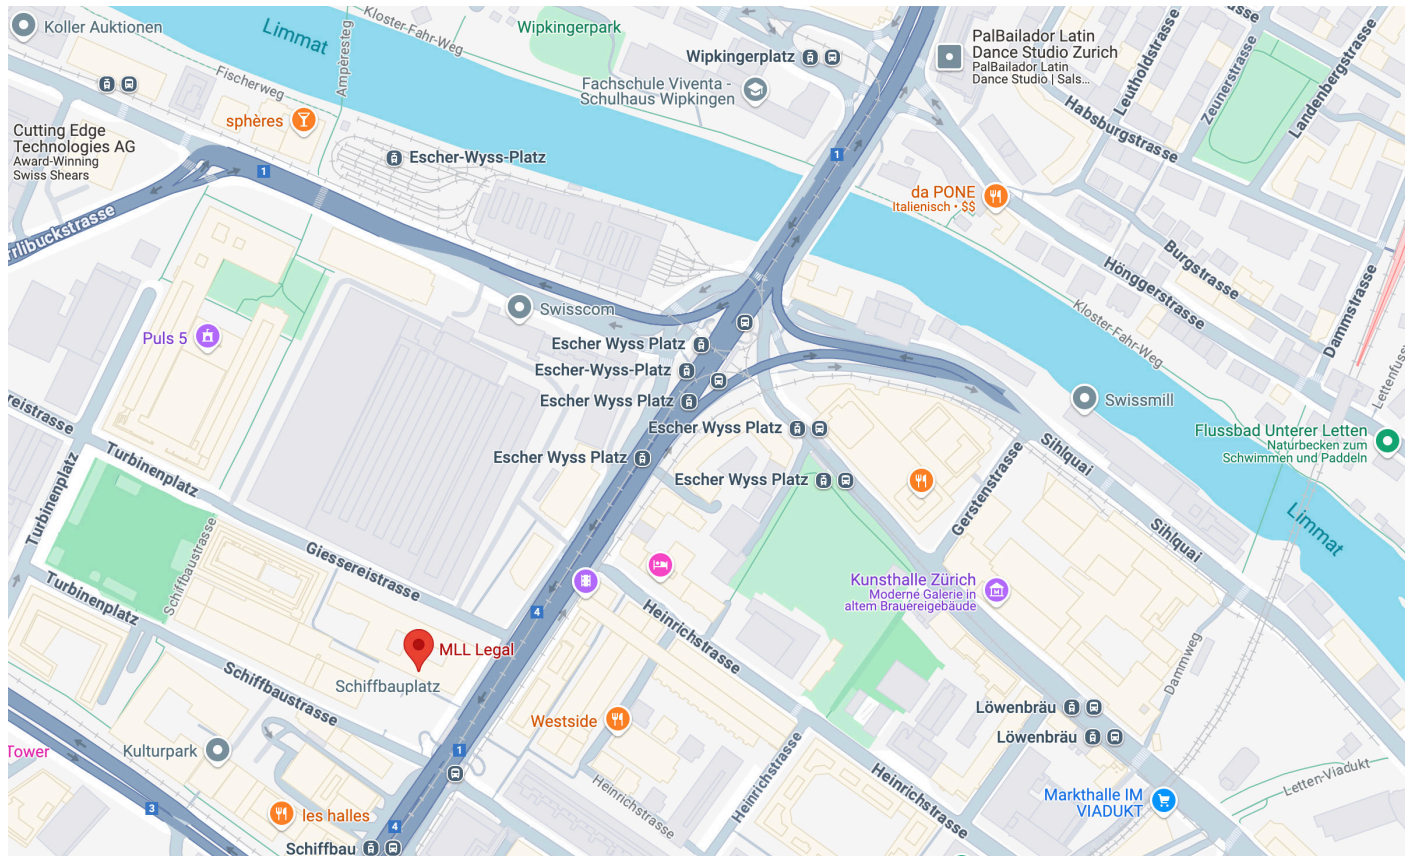 Koller Auktionen
Limmat
Kloster-Fahr-Weg
Wipkingerpark
Wipkingerplatz
PalBailador Latin
Dance Studio Zurich
PalBailador Latin
Dance Studio | Sals...
Leutholdstrasse
Zeunerstrasse
Landenbergstrasse
Fischerweg
Ampèresteg
Fachschule Viventa -
Schulhaus Wipkingen
Habsburgstrasse
sphères
Cutting Edge
Technologies AG
Award-Winning
Swiss Shears
1
Escher-Wyss-Platz
1
da PONE
Italienisch • $$
rrlibuckstrasse
Burgstrasse
Hönggerstrasse
Dammstrasse
Swisscom
Kloster-Fahr-Weg
Puls 5
Escher Wyss Platz
Escher-Wyss-Platz
Escher Wyss Platz
Lettenfuss
Swissmill
reistrasse
Escher Wyss Platz
Flussbad Unterer Letten
Naturbecken zum
Schwimmen und Paddeln
Sihlquai
Turbinenplatz
Escher Wyss Platz
Escher Wyss Platz
Gerstenstrasse
Turbinenplatz
Limmat
Sihlquai
Schiffbaustrasse
Giessereistrasse
Turbinenplatz
Kunsthalle Zürich
Moderne Galerie in
altem Brauereigebäude
4
Heinrichstrasse
MLL Legal
Schiffbauplatz
Dammweg
Schiffbaustrasse
Löwenbräu
Westside
Löwenbräu
Tower
Kulturpark
1
Heinrichstrasse
Heinrichstrasse
Heinrichstrasse
Letten-Viadukt
Markthalle IM
VIADUKT
3
les halles
4
Schiffbau